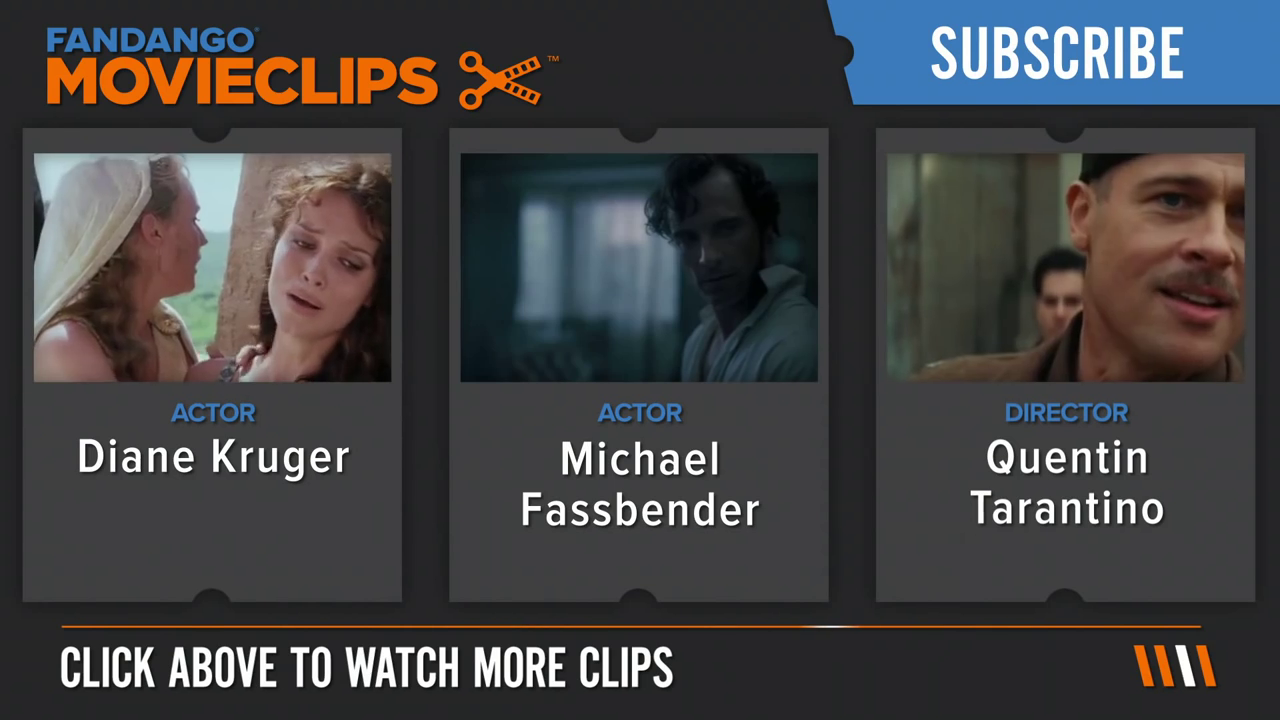 FANDANGO
MOVIECLIPS ™
SUBSCRIBE
ACTOR
Diane Kruger
ACTOR
Michael
Fassbender
DIRECTOR
Quentin
Tarantino
CLICK ABOVE TO WATCH MORE CLIPS